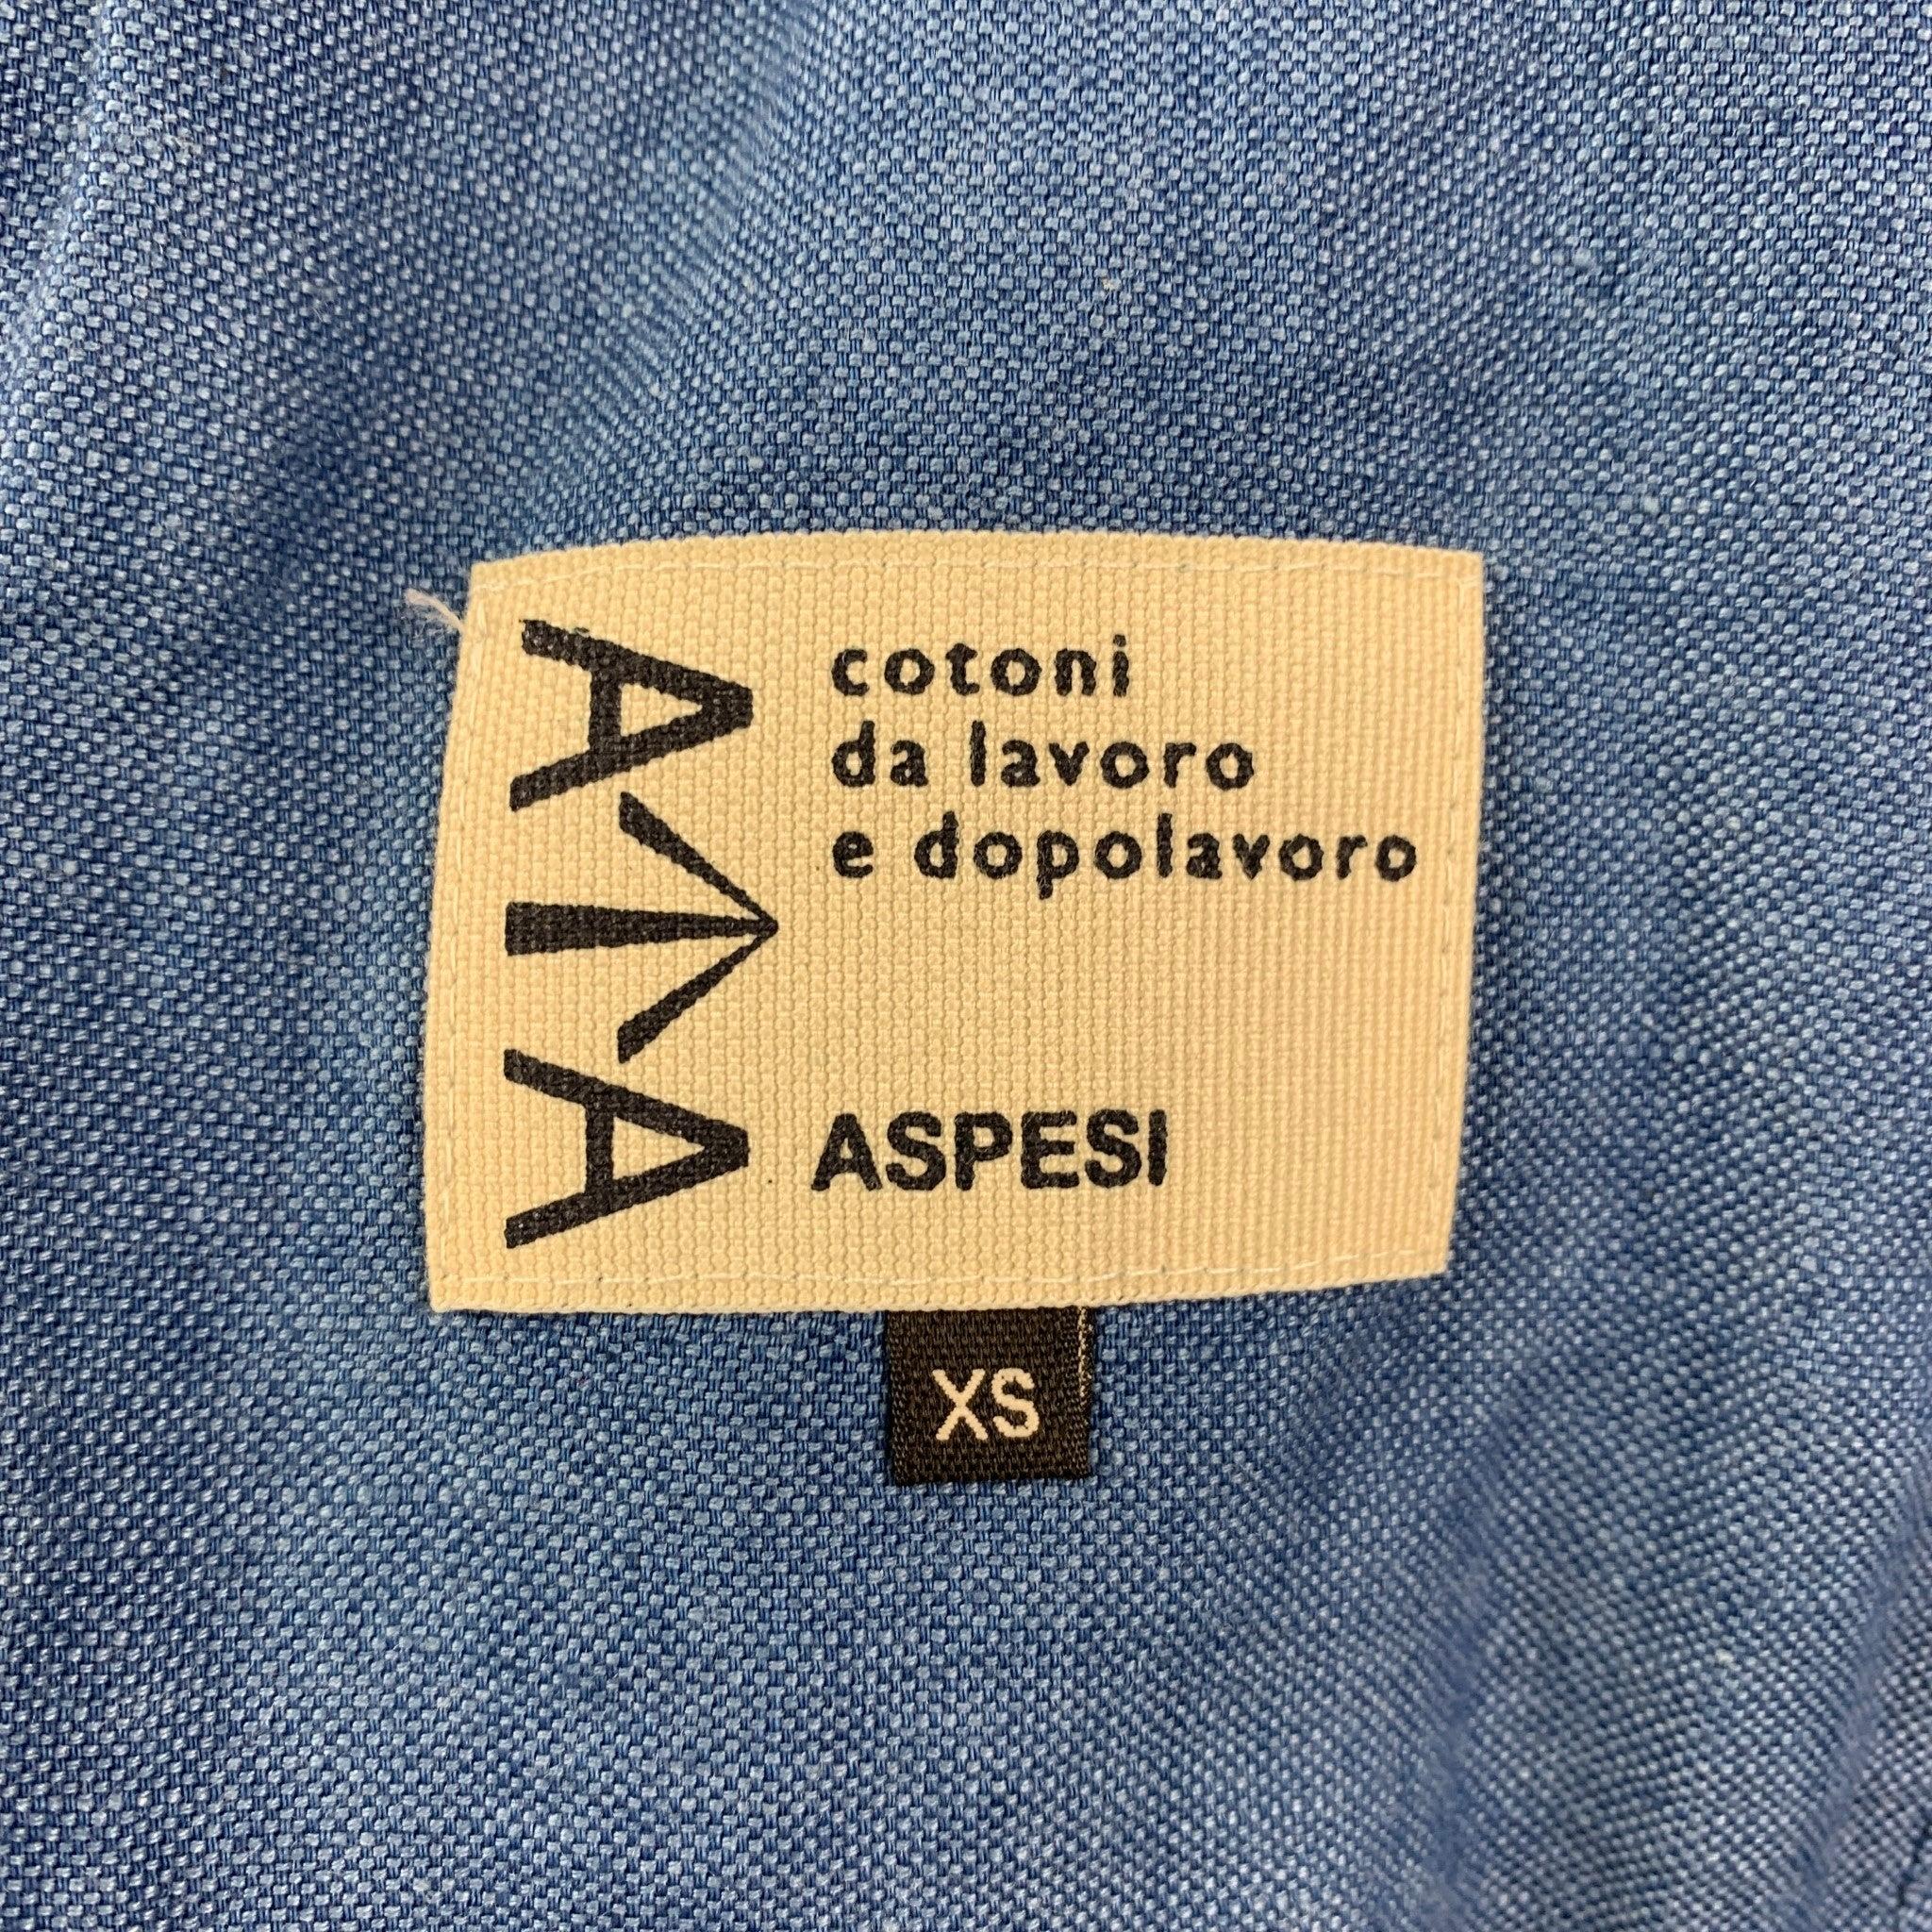 cotoni
da lavoro
e dopolavoro
ASPESI
XS